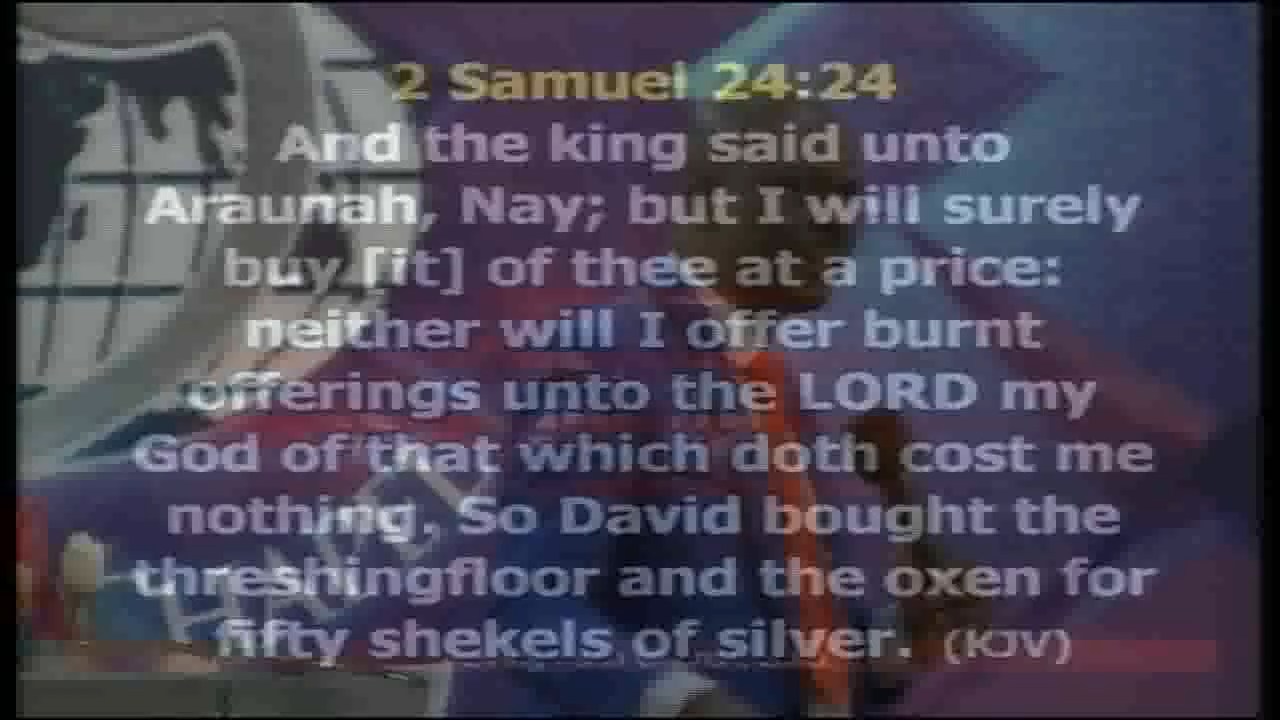 2 Samuel 24:24
And the king said unto
Araunah, Nay; but I will surely
buy [it] of thee at a price:
neither will I offer burnt
offerings unto the LORD my
God of that which doth cost me
nothing. So David bought the
threshingfloor and the oxen for
fifty shekels of silver. (KJV)